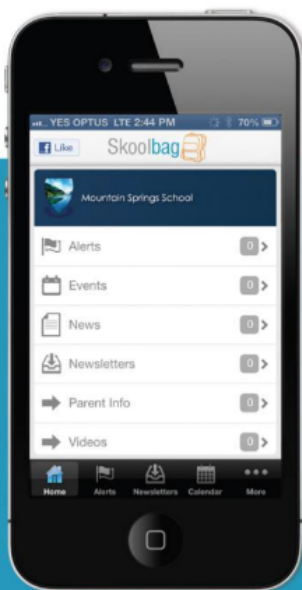 YES OPTUS LTE 2:44 PM 70%
Like Skoolbag
Mountain Springs School
Alerts 0
Events 0
News 0
Newsletters 0
Parent Info 0
Videos 0
Home Alerts Newsletters Calendar More